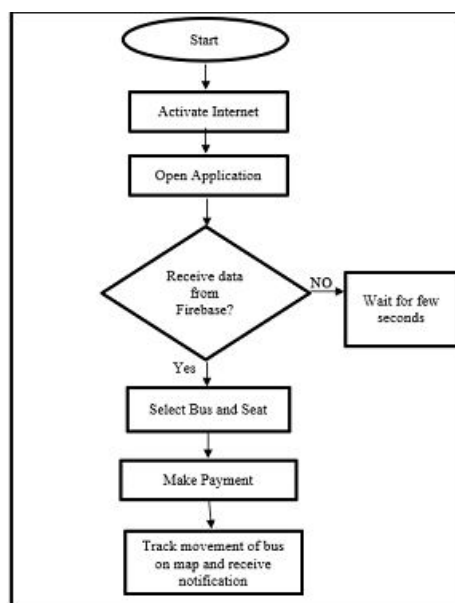 Start
Activate Internet
Open Application
Receive data
from
Firebase?
NO
Wait for few
seconds
Yes
Select Bus and Seat
Make Payment
Track movement of bus
on map and receive
notification